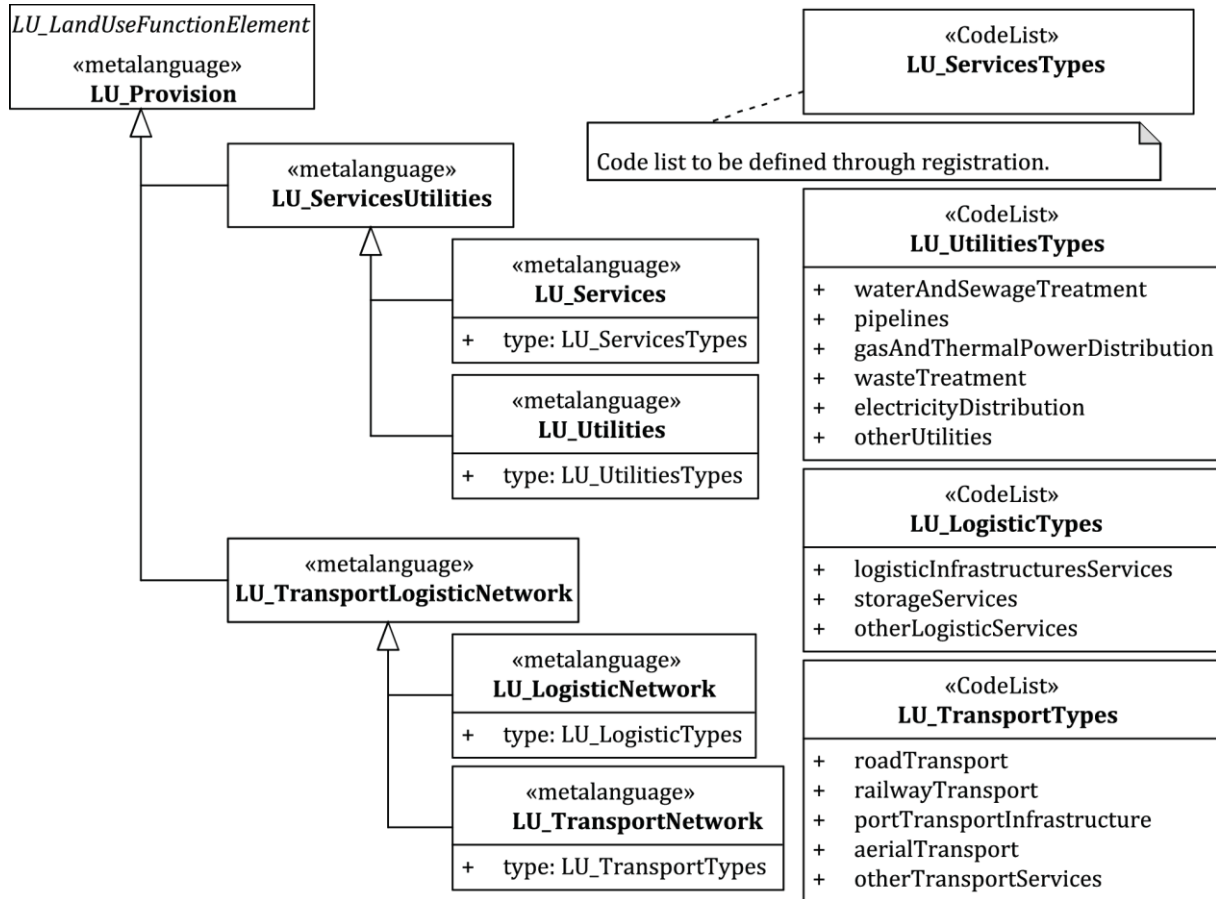 LU_LandUseFunctionElement
«metalanguage»
LU_Provision
«metalanguage»
LU_ServicesUtilities
«metalanguage»
LU_Services
+ type: LU_ServicesTypes
«metalanguage»
LU_Utilities
+ type: LU_UtilitiesTypes
«metalanguage»
LU_TransportLogisticNetwork
«metalanguage»
LU_LogisticNetwork
+ type: LU_LogisticTypes
«metalanguage»
LU_TransportNetwork
+ type: LU_TransportTypes
«CodeList»
LU_ServicesTypes
Code list to be defined through registration.
«CodeList»
LU_UtilitiesTypes
+ waterAndSewageTreatment
+ pipelines
+ gasAndThermalPowerDistribution
+ wasteTreatment
+ electricityDistribution
+ otherUtilities
«CodeList»
LU_LogisticTypes
+ logisticInfrastructuresServices
+ storageServices
+ otherLogisticServices
«CodeList»
LU_TransportTypes
+ roadTransport
+ railwayTransport
+ portTransportInfrastructure
+ aerialTransport
+ otherTransportServices